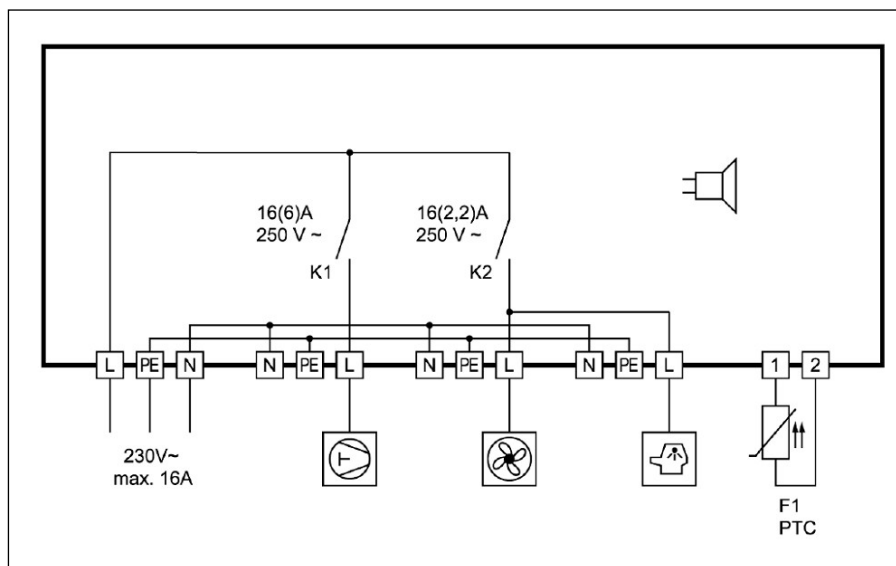 16(6)A
250 V ~
K1
16(2,2)A
250 V ~
K2
L PE N N PE L N PE L N PE L 1 2
230V~
max. 16A
F1
PTC